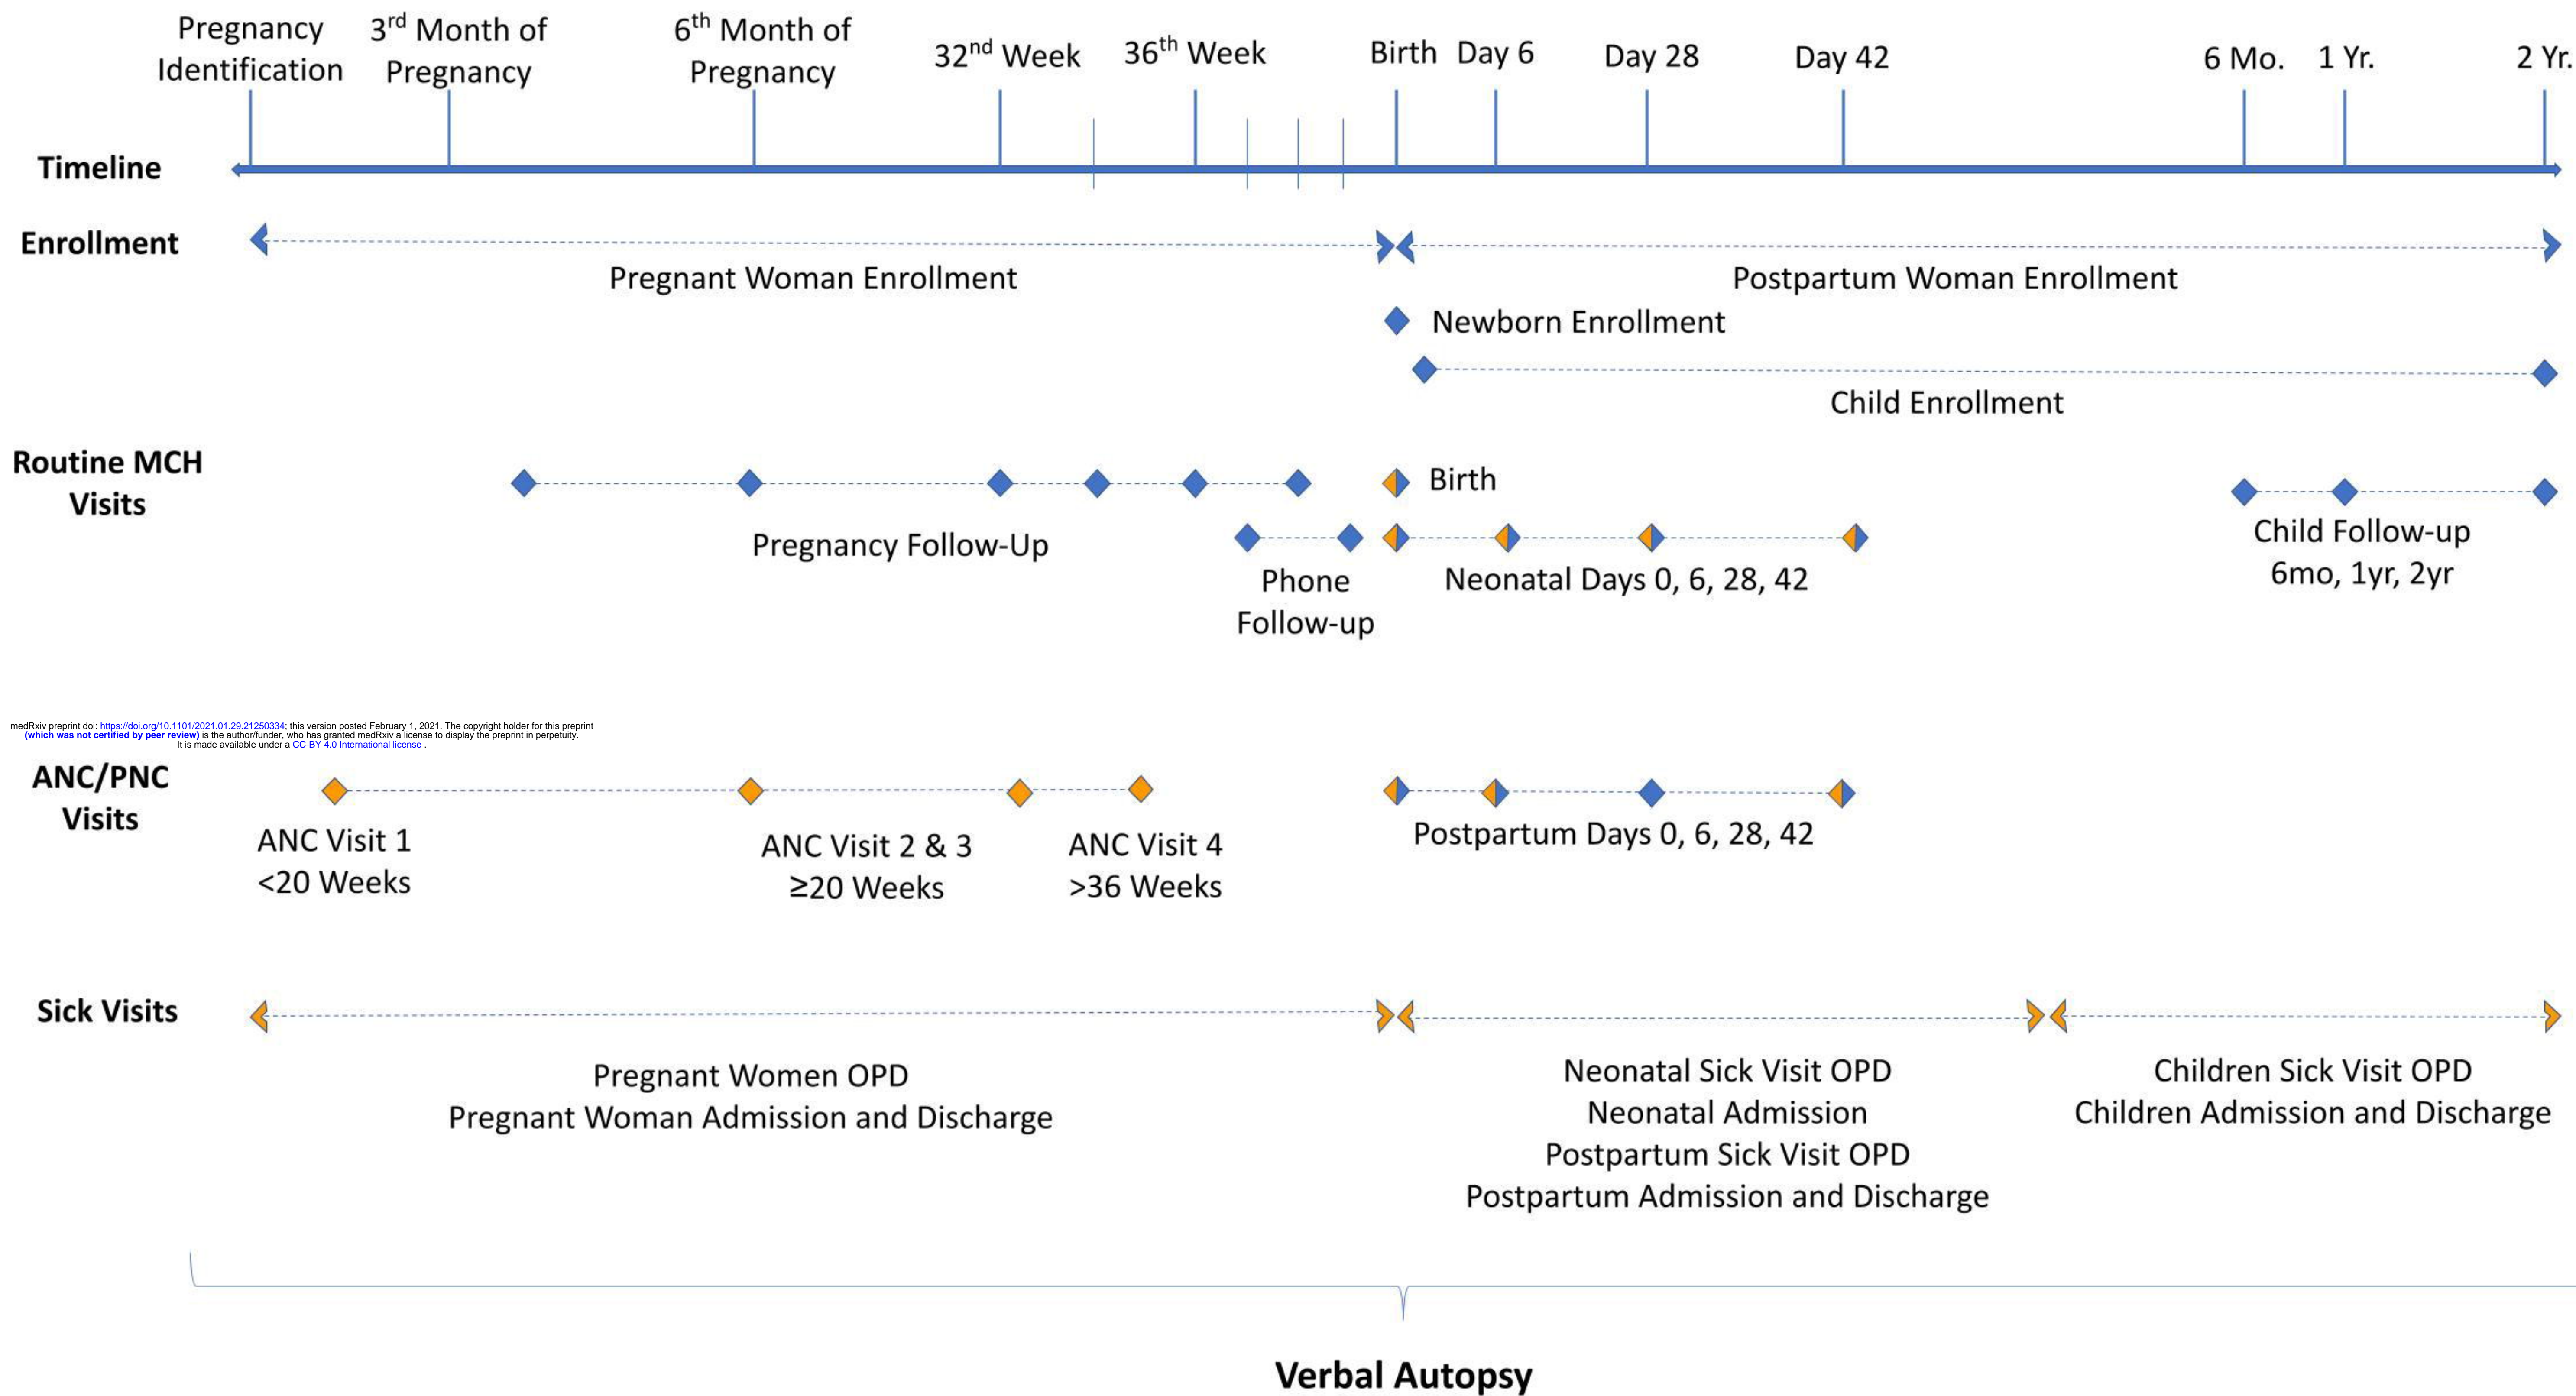 Pregnancy
Identification
3rd Month of
Pregnancy
6th Month of
Pregnancy
32nd Week
36th Week
Birth
Day 6
Day 28
Day 42
6 Mo.
1 Yr.
2 Yr.
Timeline
Enrollment
Pregnant Woman Enrollment
Postpartum Woman Enrollment
Newborn Enrollment
Child Enrollment
Routine MCH
Visits
Pregnancy Follow-Up
Birth
Phone
Follow-up
Neonatal Days 0, 6, 28, 42
Child Follow-up
6mo, 1yr, 2yr
medRxiv preprint doi: https://doi.org/10.1101/2021.01.29.21250334; this version posted February 1, 2021. The copyright holder for this preprint
(which was not certified by peer review) is the author/funder, who has granted medRxiv a license to display the preprint in perpetuity.
It is made available under a CC-BY 4.0 International license .
ANC/PNC
Visits
ANC Visit 1
<20 Weeks
ANC Visit 2 & 3
≥20 Weeks
ANC Visit 4
>36 Weeks
Postpartum Days 0, 6, 28, 42
Sick Visits
Pregnant Women OPD
Pregnant Woman Admission and Discharge
Neonatal Sick Visit OPD
Neonatal Admission
Postpartum Sick Visit OPD
Postpartum Admission and Discharge
Children Sick Visit OPD
Children Admission and Discharge
Verbal Autopsy